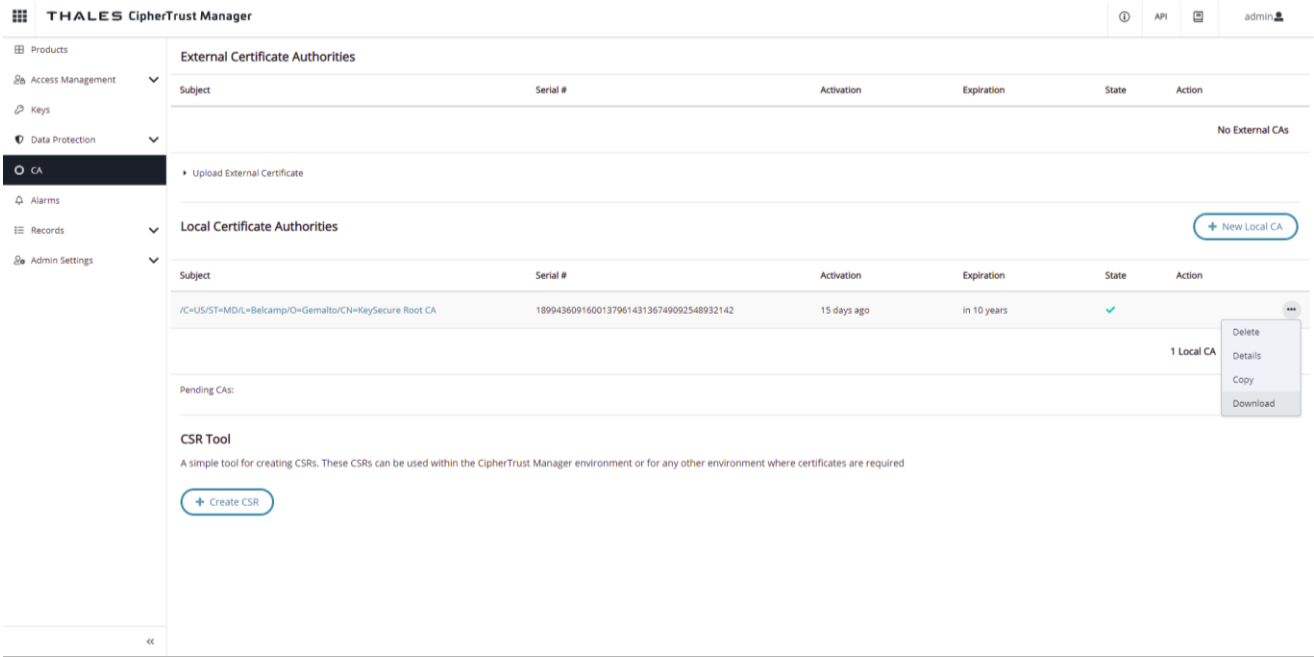 THALES CipherTrust Manager
API
admin
Products
Access Management
Keys
Data Protection
CA
Alarms
Records
Admin Settings
External Certificate Authorities
Subject Serial # Activation Expiration State Action
No External CAs
Upload External Certificate
Local Certificate Authorities
+ New Local CA
Subject Serial # Activation Expiration State Action
/C=US/ST=MD/L=Belcamp/O=Gemalto/CN=KeySecure Root CA 189943609160013796143136749092548932142 15 days ago in 10 years
Delete
Details
Copy
Download
1 Local CA
Pending CAs:
CSR Tool
A simple tool for creating CSRs. These CSRs can be used within the CipherTrust Manager environment or for any other environment where certificates are required
+ Create CSR